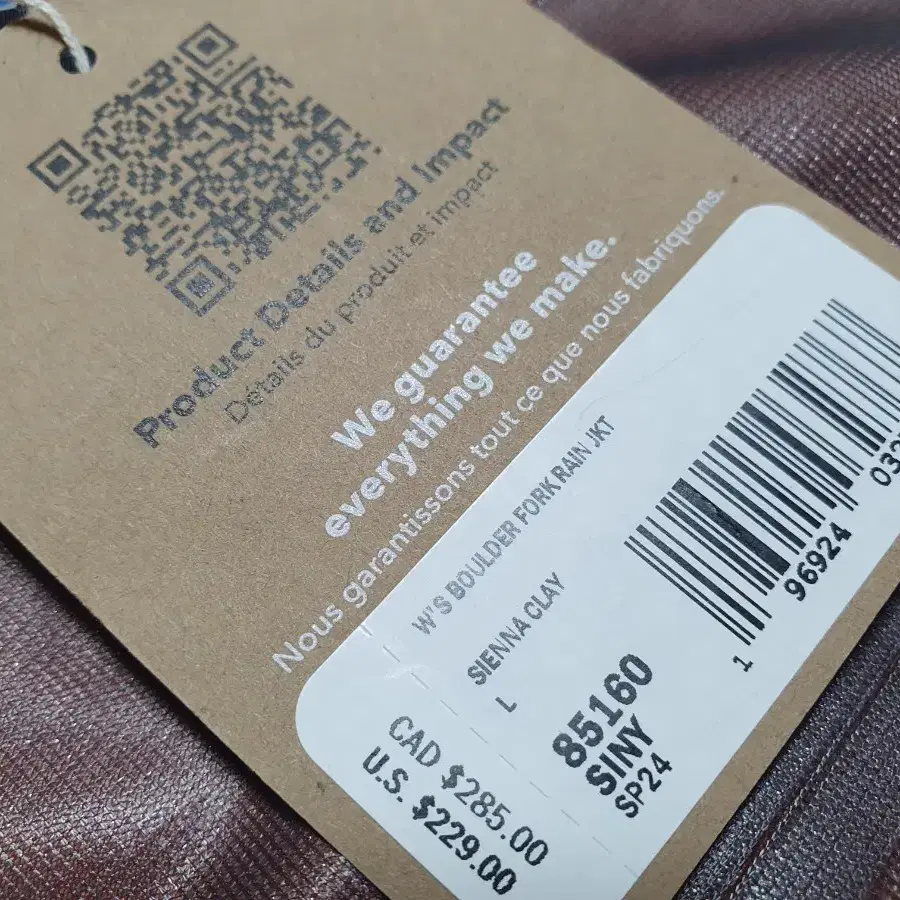 Product Details and Impact
Détails du produit et impact
We guarantee
everything we make.
Nous garantissons tout ce que nous fabriquons.
W'S BOULDER FORK RAIN JKT
SIENNA CLAY
L
85160
SINY
SP24
CAD $285.00
U.S. $229.00
1 96924 03